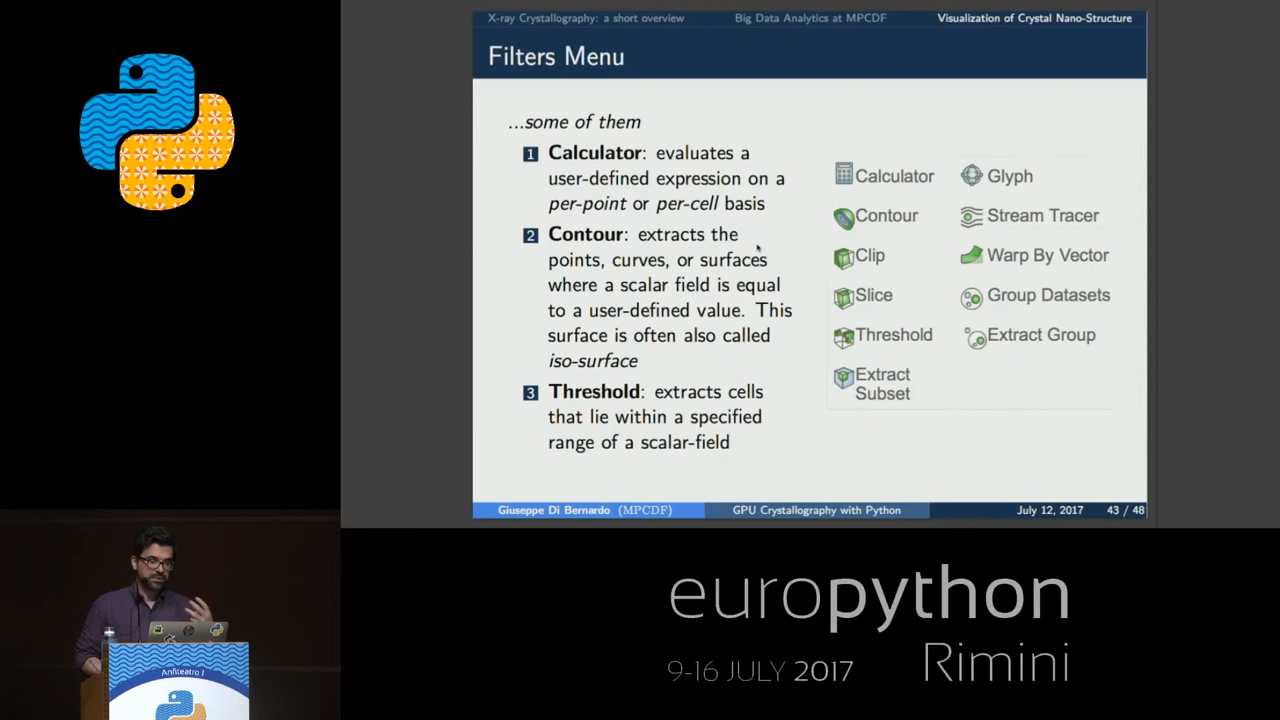 X-ray Crystallography: a short overview
Big Data Analytics at MPCDF
Visualization of Crystal Nano-Structure
Filters Menu
...some of them
1 Calculator: evaluates a
user-defined expression on a
per-point or per-cell basis
2 Contour: extracts the
points, curves, or surfaces
where a scalar field is equal
to a user-defined value. This
surface is often also called
iso-surface
3 Threshold: extracts cells
that lie within a specified
range of a scalar-field
Calculator
Contour
Clip
Slice
Threshold
Extract
Subset
Glyph
Stream Tracer
Warp By Vector
Group Datasets
Extract Group
Giuseppe Di Bernardo (MPCDF)
GPU Crystallography with Python
July 12, 2017
43 / 48
Anfiteatro 1
europython
9-16 JULY 2017
Rimini